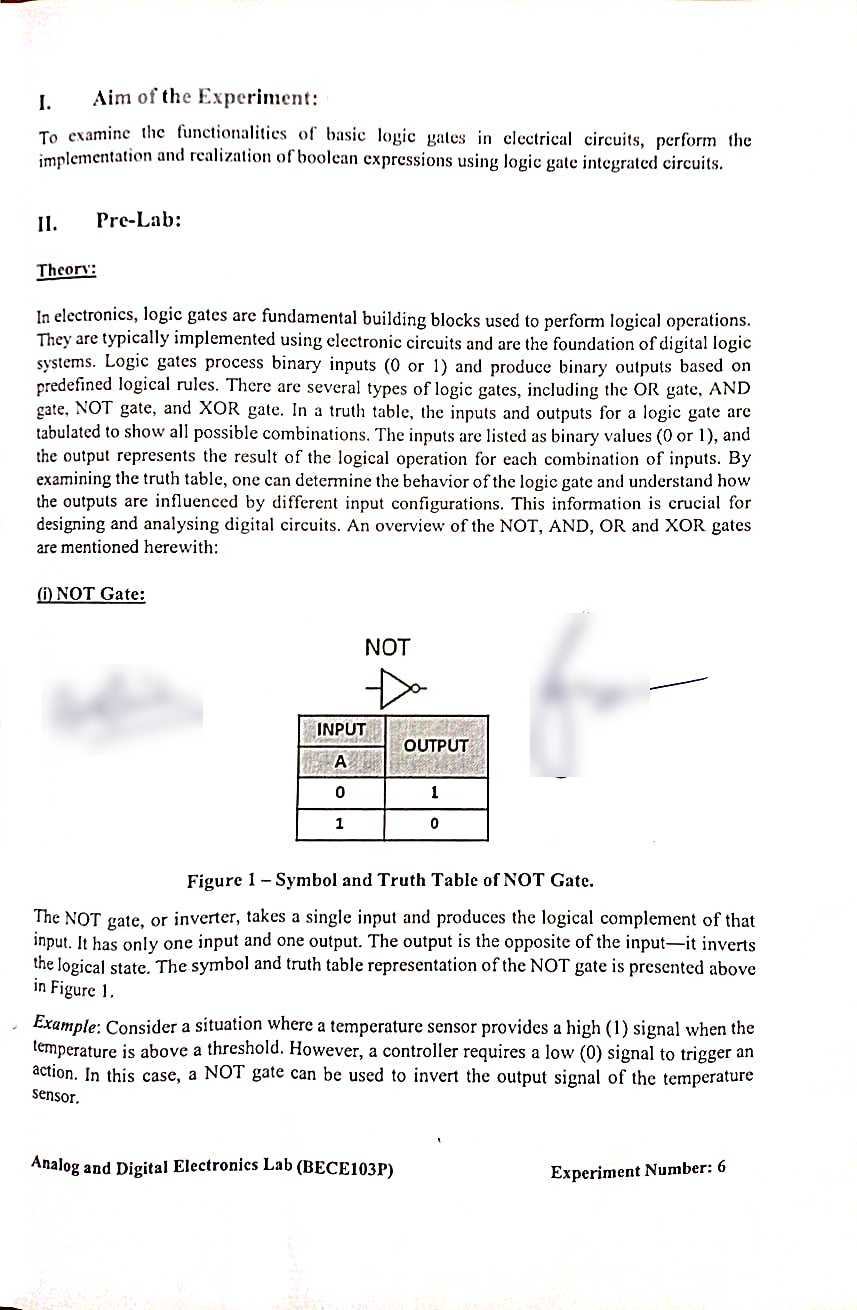 I. Aim of the Experiment:
To examine the functionalities of basic logic gates in electrical circuits, perform the
implementation and realization of boolean expressions using logic gate integrated circuits.
II. Pre-Lab:
Theory:
In electronics, logic gates are fundamental building blocks used to perform logical operations.
They are typically implemented using electronic circuits and are the foundation of digital logic
systems. Logic gates process binary inputs (0 or 1) and produce binary outputs based on
predefined logical rules. There are several types of logic gates, including the OR gate, AND
gate, NOT gate, and XOR gate. In a truth table, the inputs and outputs for a logic gate are
tabulated to show all possible combinations. The inputs are listed as binary values (0 or 1), and
the output represents the result of the logical operation for each combination of inputs. By
examining the truth table, one can determine the behavior of the logic gate and understand how
the outputs are influenced by different input configurations. This information is crucial for
designing and analysing digital circuits. An overview of the NOT, AND, OR and XOR gates
are mentioned herewith:
(i) NOT Gate:
NOT
INPUT OUTPUT
A
0 1
1 0
Figure 1 – Symbol and Truth Table of NOT Gate.
The NOT gate, or inverter, takes a single input and produces the logical complement of that
input. It has only one input and one output. The output is the opposite of the input—it inverts
the logical state. The symbol and truth table representation of the NOT gate is presented above
in Figure 1.
Example: Consider a situation where a temperature sensor provides a high (1) signal when the
temperature is above a threshold. However, a controller requires a low (0) signal to trigger an
action. In this case, a NOT gate can be used to invert the output signal of the temperature
sensor.
Analog and Digital Electronics Lab (BECE103P) Experiment Number: 6